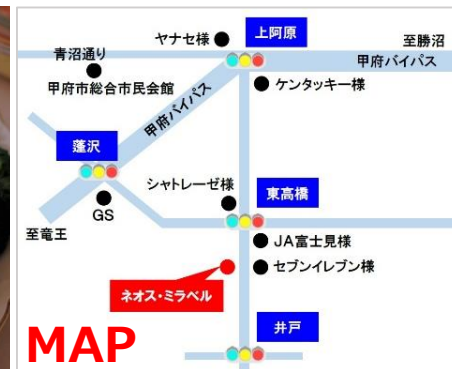 ヤナセ様
上阿原
至勝沼
青沼通り
甲府バイパス
甲府市総合市民会館
ケンタッキー様
甲府バイパス
蓬沢
シャトレーゼ様
東高橋
GS
至竜王
JA富士見様
セブンイレブン様
ネオス・ミラベル
井戸
MAP